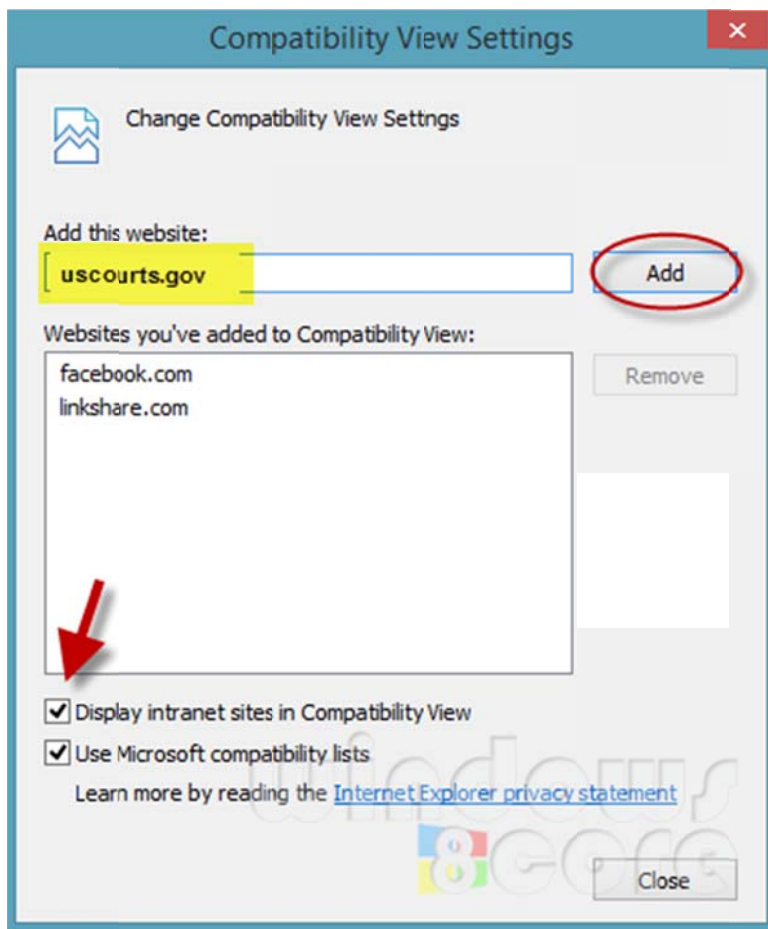 Compatibility View Settings
Change Compatibility View Settngs
Add this website:
uscourts.gov
Add
Websites you've added to Compatibility View:
facebook.com
linkshare.com
Remove
Display intranet sites in Compatibility View
Use Microsoft compatibility lists
Learn more by reading the Internet Explorer privacy statement
windows
8core
Close